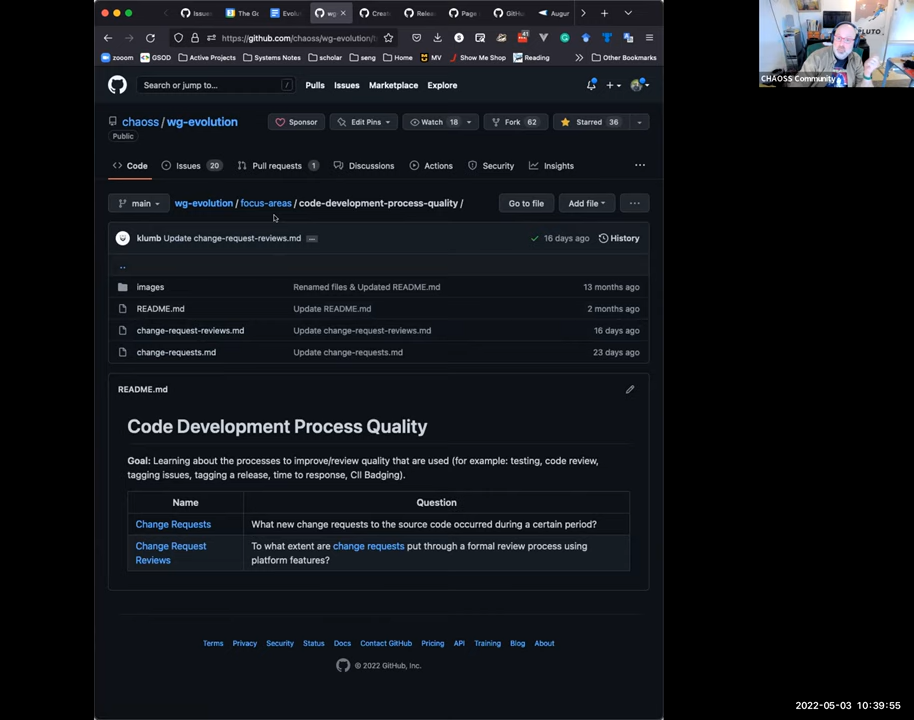 Issues
The Go
Evolut
wg-e
Creat
Relea
Page
GitHu
Augur
https://github.com/chaoss/wg-evolution/
41
zooom
GSOD
Active Projects
Systems Notes
scholar
seng
Home
MV
Show Me Shop
Reading
Other Bookmarks
CHAOSS Community
Search or jump to...
/
Pulls
Issues
Marketplace
Explore
chaoss / wg-evolution
Public
Sponsor
Edit Pins
Watch 18
Fork 62
Starred 36
Code
Issues 20
Pull requests 1
Discussions
Actions
Security
Insights
main
wg-evolution / focus-areas / code-development-process-quality /
Go to file
Add file
klumb Update change-request-reviews.md
16 days ago
History
..
images Renamed files & Updated README.md 13 months ago
README.md Update README.md 2 months ago
change-request-reviews.md Update change-request-reviews.md 16 days ago
change-requests.md Update change-requests.md 23 days ago
README.md
Code Development Process Quality
Goal: Learning about the processes to improve/review quality that are used (for example: testing, code review,
tagging issues, tagging a release, time to response, CII Badging).
Name Question
Change Requests What new change requests to the source code occurred during a certain period?
Change Request To what extent are change requests put through a formal review process using
Reviews platform features?
Terms Privacy Security Status Docs Contact GitHub Pricing API Training Blog About
© 2022 GitHub, Inc.
2022-05-03 10:39:55